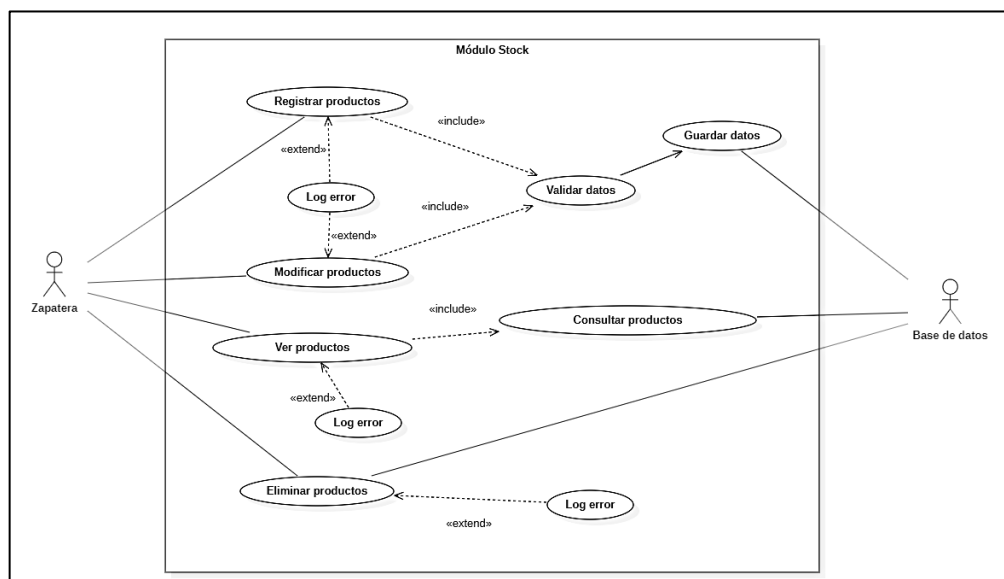 Módulo Stock
Registrar productos
«include»
Guardar datos
«extend»
Validar datos
Log error
«include»
«extend»
Modificar productos
Zapatera
«include»
Consultar productos
Base de datos
Ver productos
«extend»
Log error
Eliminar productos
Log error
«extend»